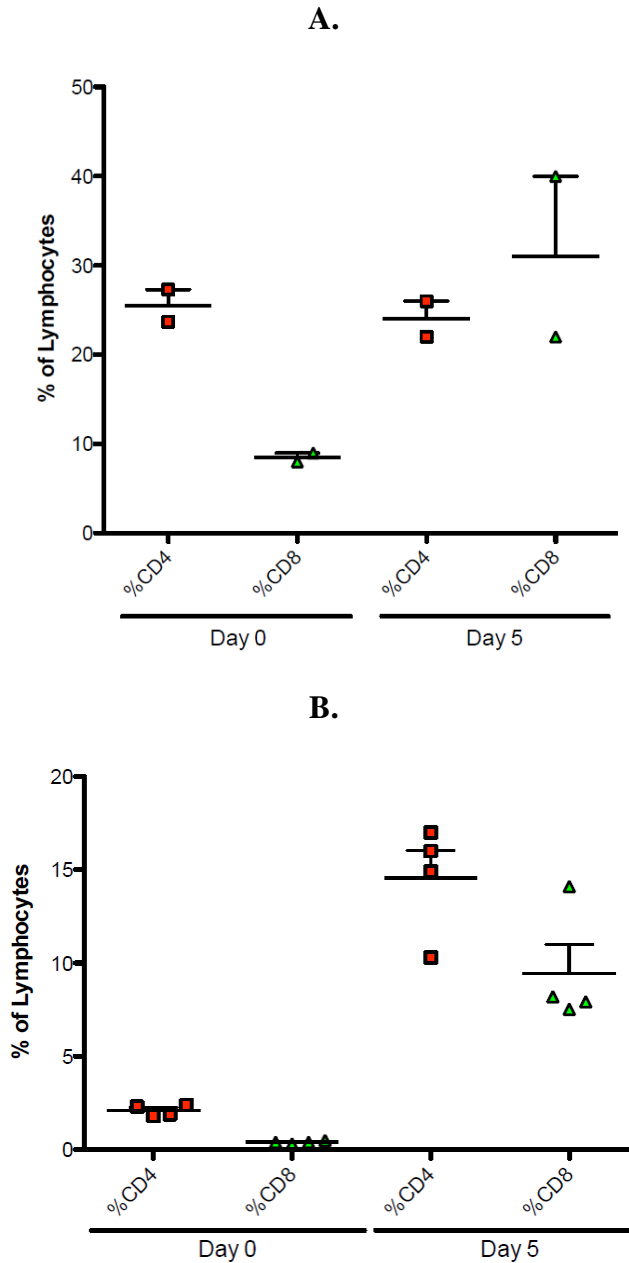 A.
% of Lymphocytes
50
40
30
20
10
0
%CD4
%CD8
%CD4
%CD8
Day 0
Day 5
B.
% of Lymphocytes
20
15
10
5
0
%CD4
%CD8
%CD4
%CD8
Day 0
Day 5